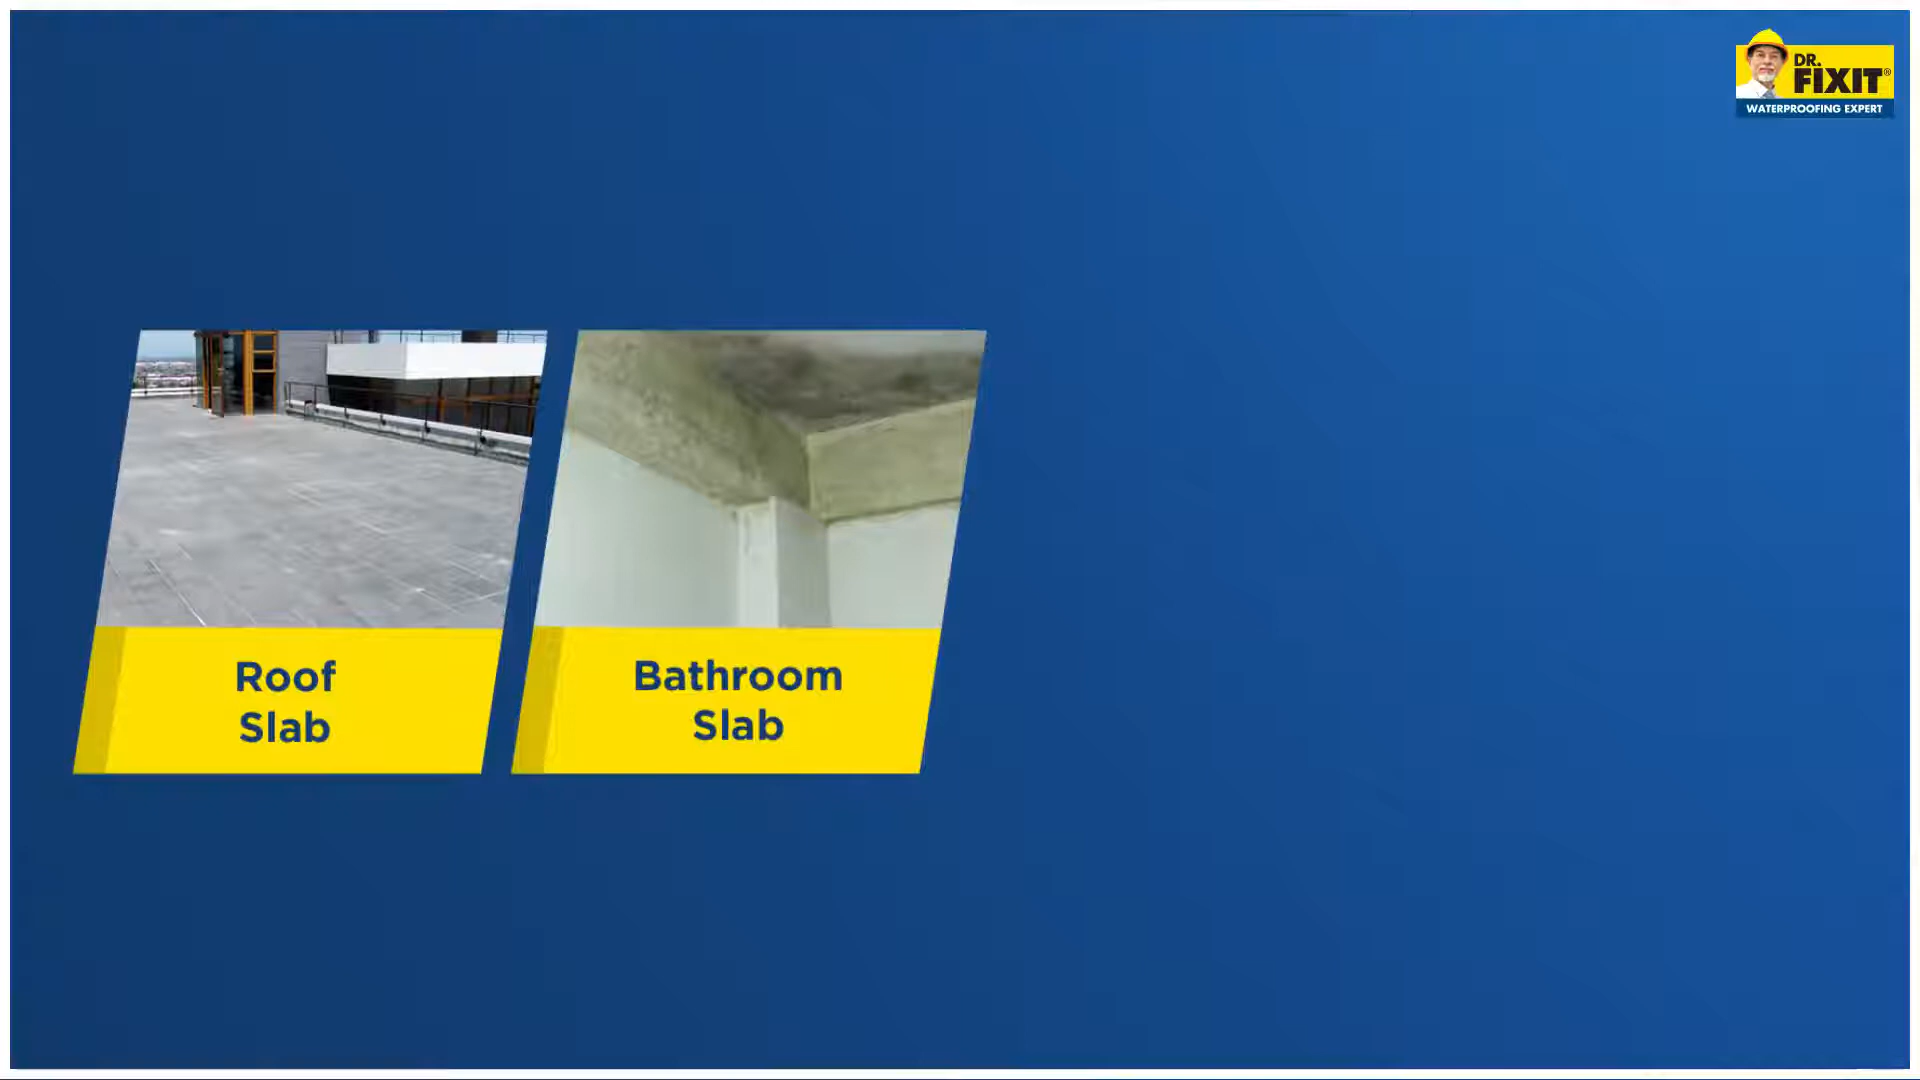 DR.
FIXIT®
WATERPROOFING EXPERT
Roof
Slab
Bathroom
Slab